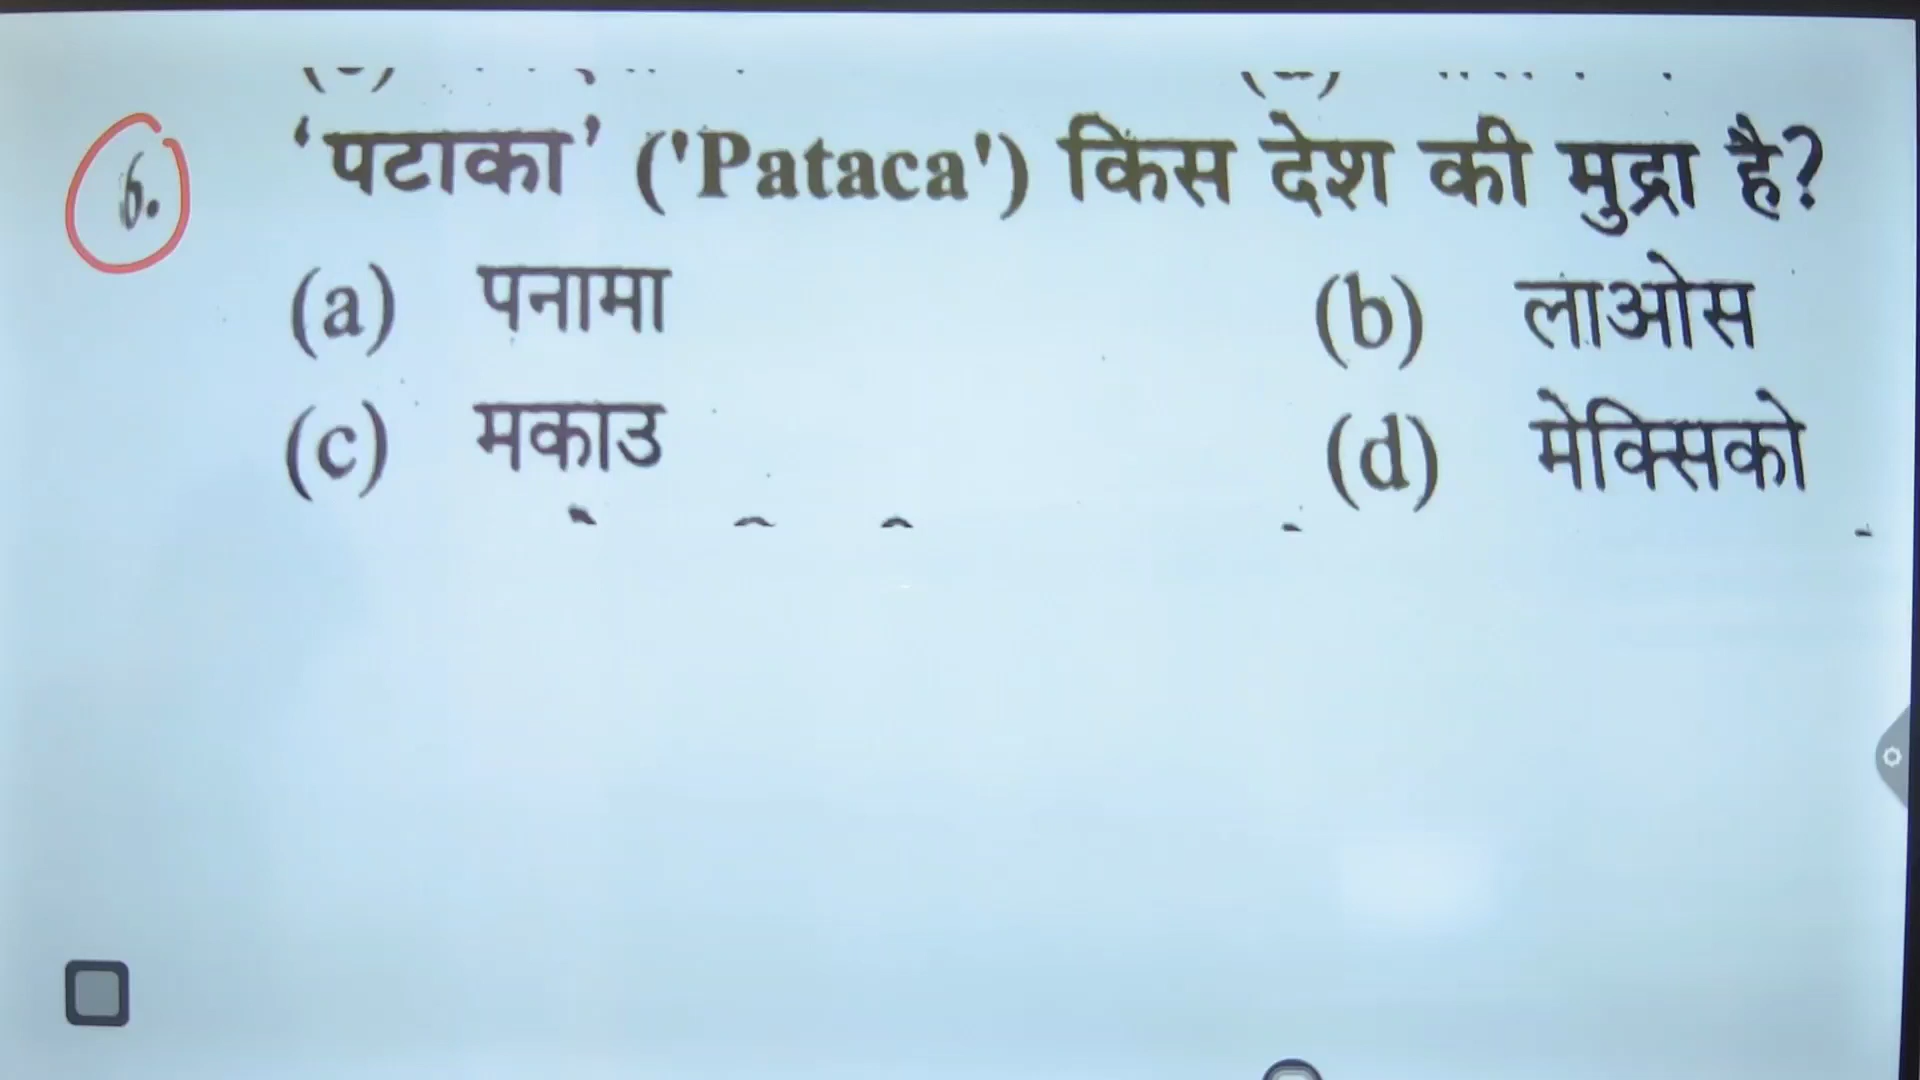 6. ‘पटाका’ ('Pataca') किस देश की मुद्रा है?
(a) पनामा (b) लाओस
(c) मकाउ (d) मेक्सिको